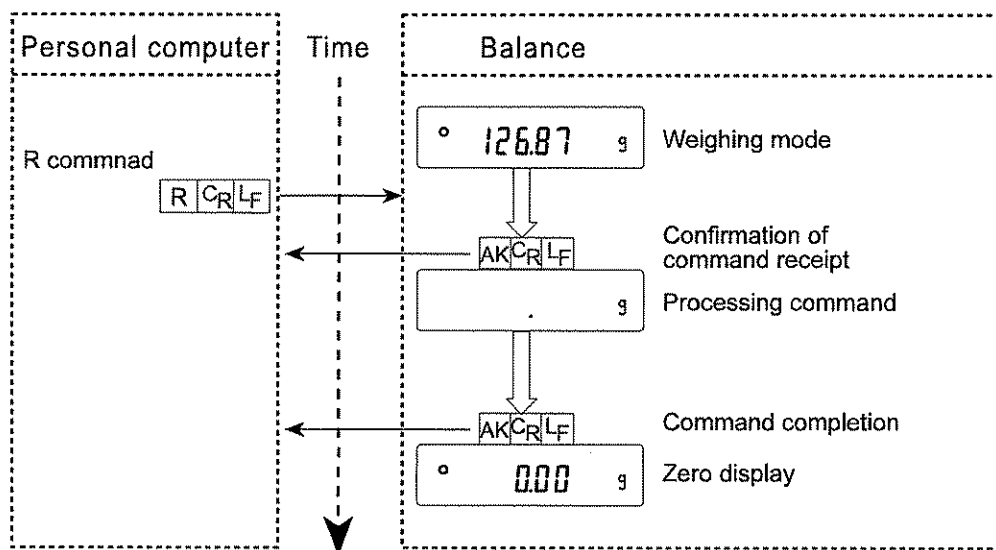 Personal computer Time Balance
126.87 g Weighing mode
R commnad
R CR LF
Confirmation of
command receipt
AK CR LF
. g Processing command
AK CR LF Command completion
0.00 g Zero display